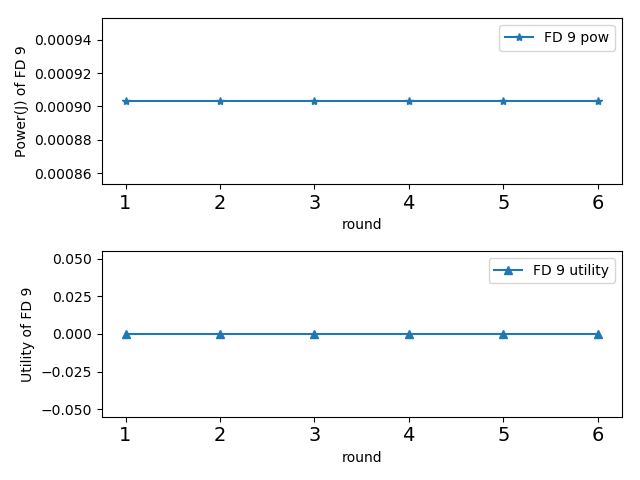 Power(J) of FD 9
0.00094
0.00092
0.00090
0.00088
0.00086
FD 9 pow
1 2 3 4 5 6
round
Utility of FD 9
0.050
0.025
0.000
−0.025
−0.050
FD 9 utility
1 2 3 4 5 6
round